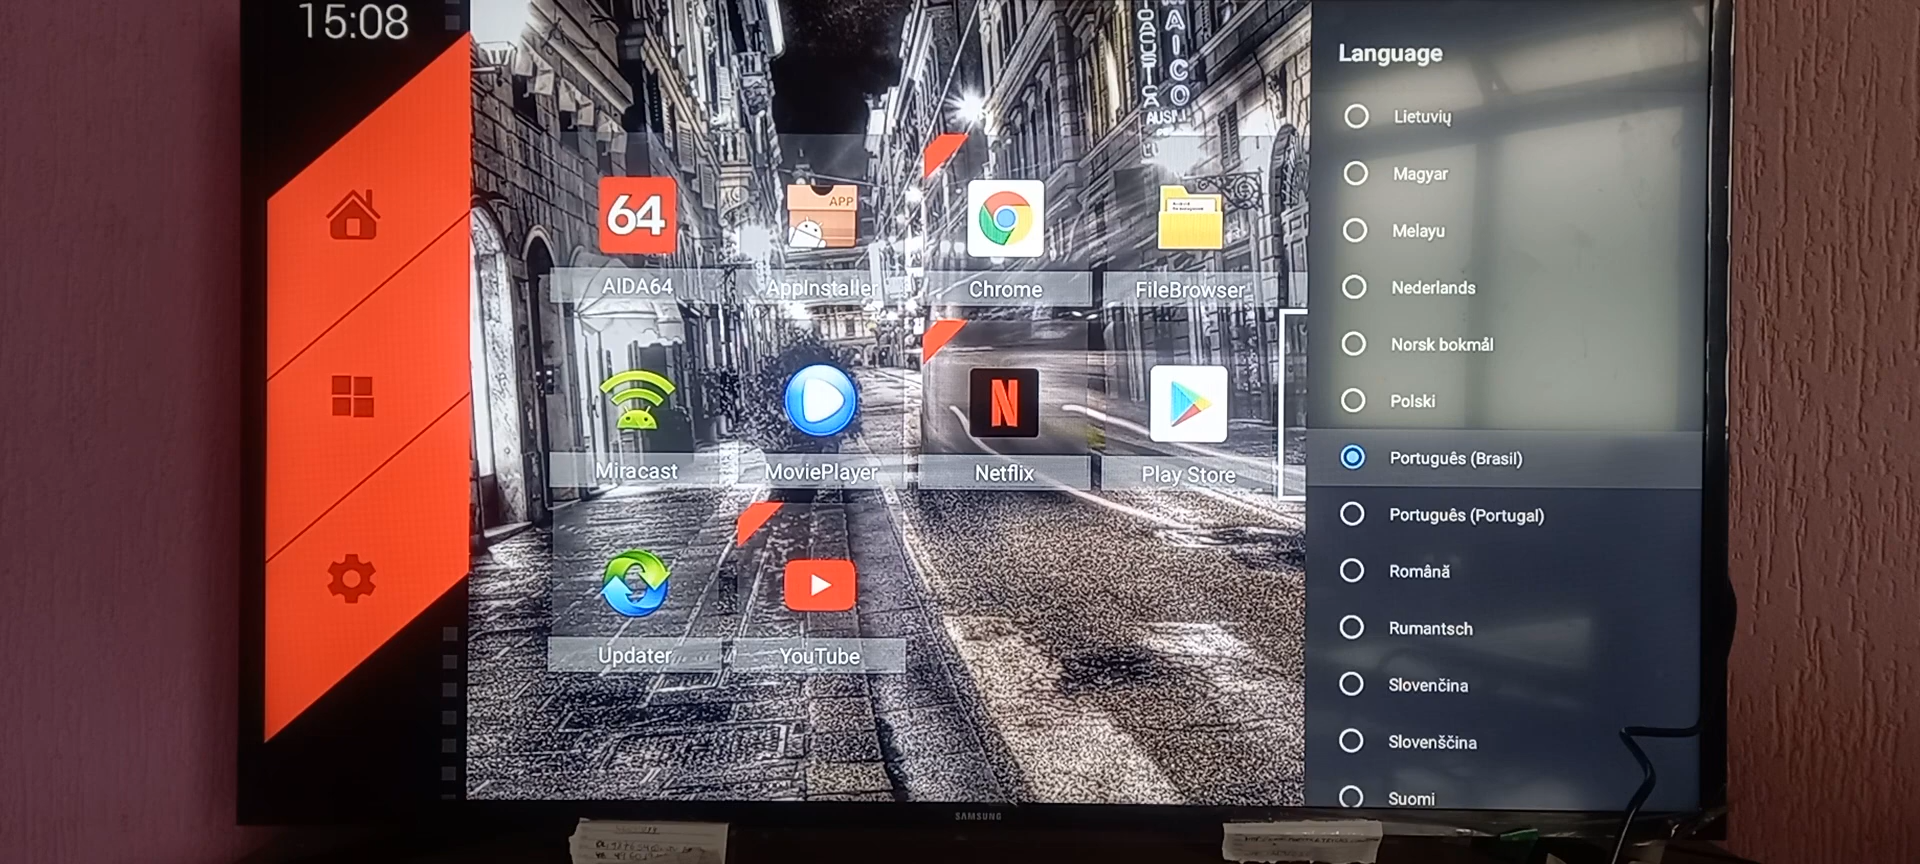 15:08
Language
Lietuvių
Magyar
Melayu
Nederlands
Norsk bokmål
Polski
Português (Brasil)
Português (Portugal)
Română
Rumantsch
Slovenčina
Slovenščina
Suomi
64
APP
AIDA64
AppInstaller
Chrome
FileBrowser
N
Miracast
MoviePlayer
Netflix
Play Store
Updater
YouTube
SAMSUNG